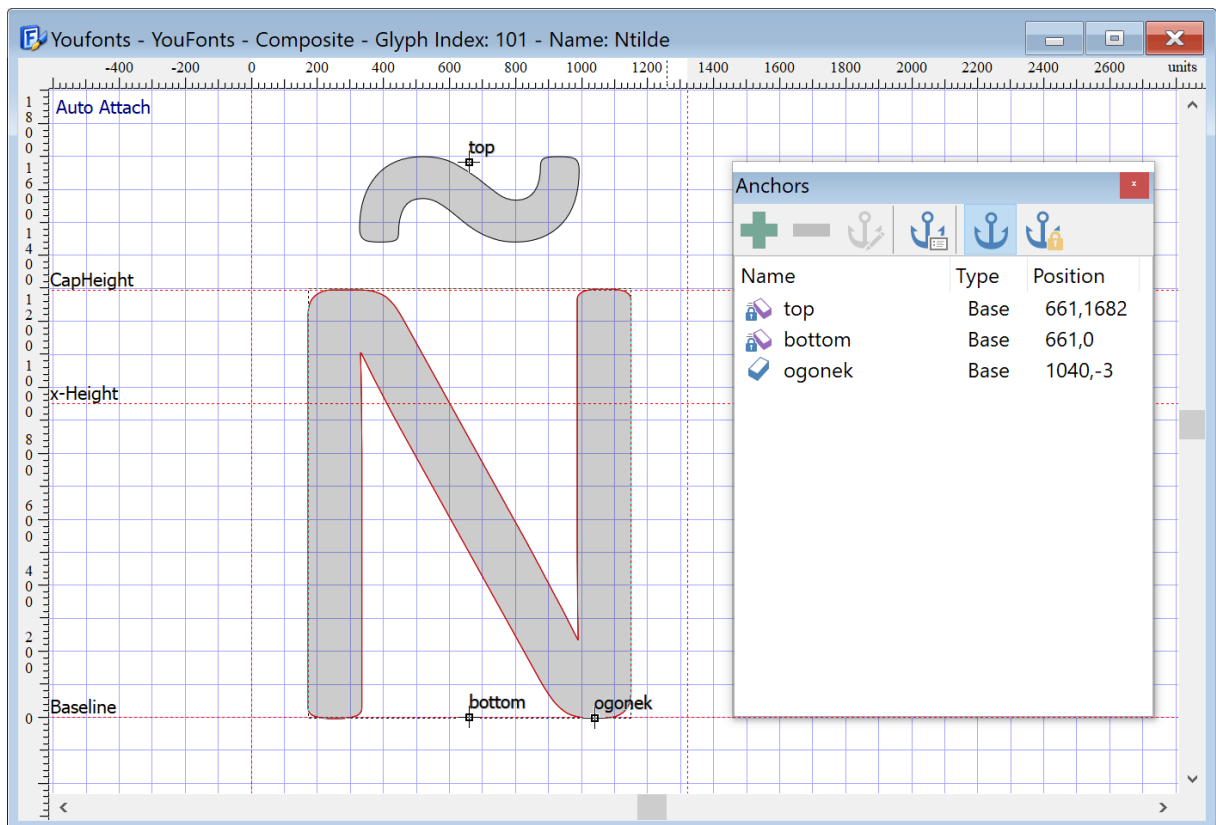 Youfonts - YouFonts - Composite - Glyph Index: 101 - Name: Ntilde
-400 -200 0 200 400 600 800 1000 1200 1400 1600 1800 2000 2200 2400 2600 units
1800
Auto Attach
top
1600
1400
CapHeight
1200
1000
x-Height
800
600
400
200
bottom ogonek
Baseline
0
Anchors
Name Type Position
top Base 661,1682
bottom Base 661,0
ogonek Base 1040,-3